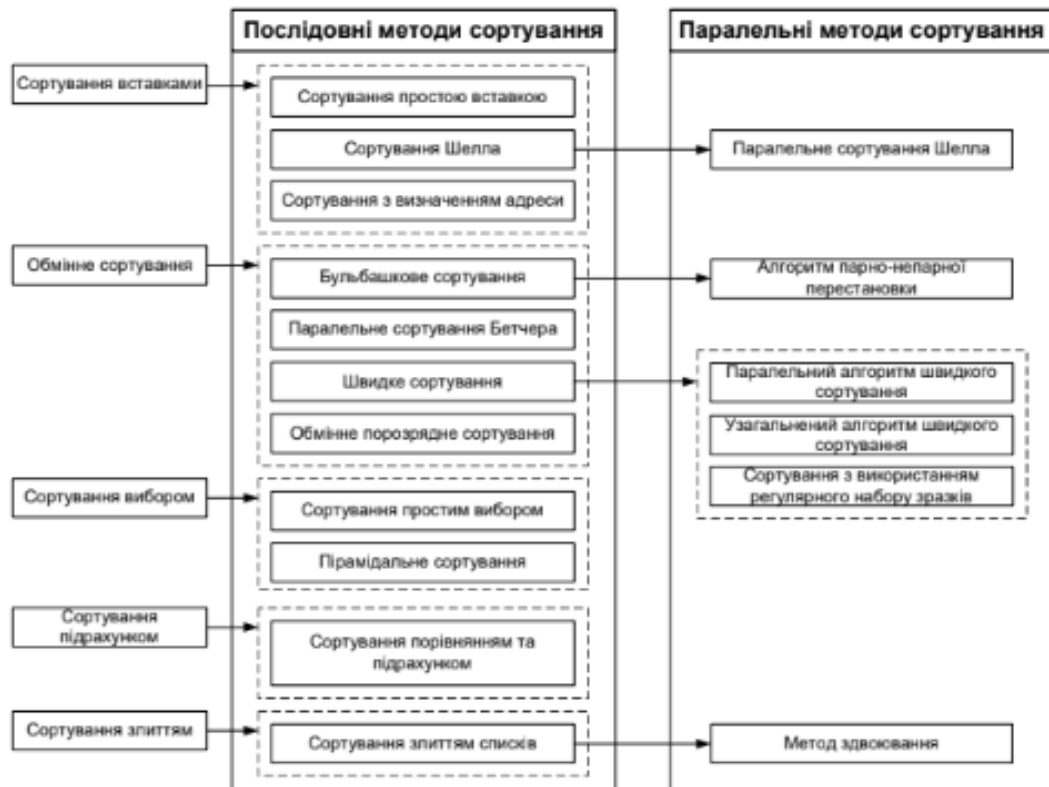 Послідовні методи сортування
Паралельні методи сортування
Сортування вставками
Сортування простою вставкою
Сортування Шелла
Паралельне сортування Шелла
Сортування з визначенням адреси
Обмінне сортування
Бульбашкове сортування
Алгоритм парно-непарної
перестановки
Паралельне сортування Бетчера
Швидке сортування
Паралельний алгоритм швидкого
сортування
Обмінне порозрядне сортування
Узагальнений алгоритм швидкого
сортування
Сортування з використанням
регулярного набору зразків
Сортування вибором
Сортування простим вибором
Пірамідальне сортування
Сортування
підрахунком
Сортування порівнянням та
підрахунком
Сортування злиттям
Сортування злиттям списків
Метод здвоювання